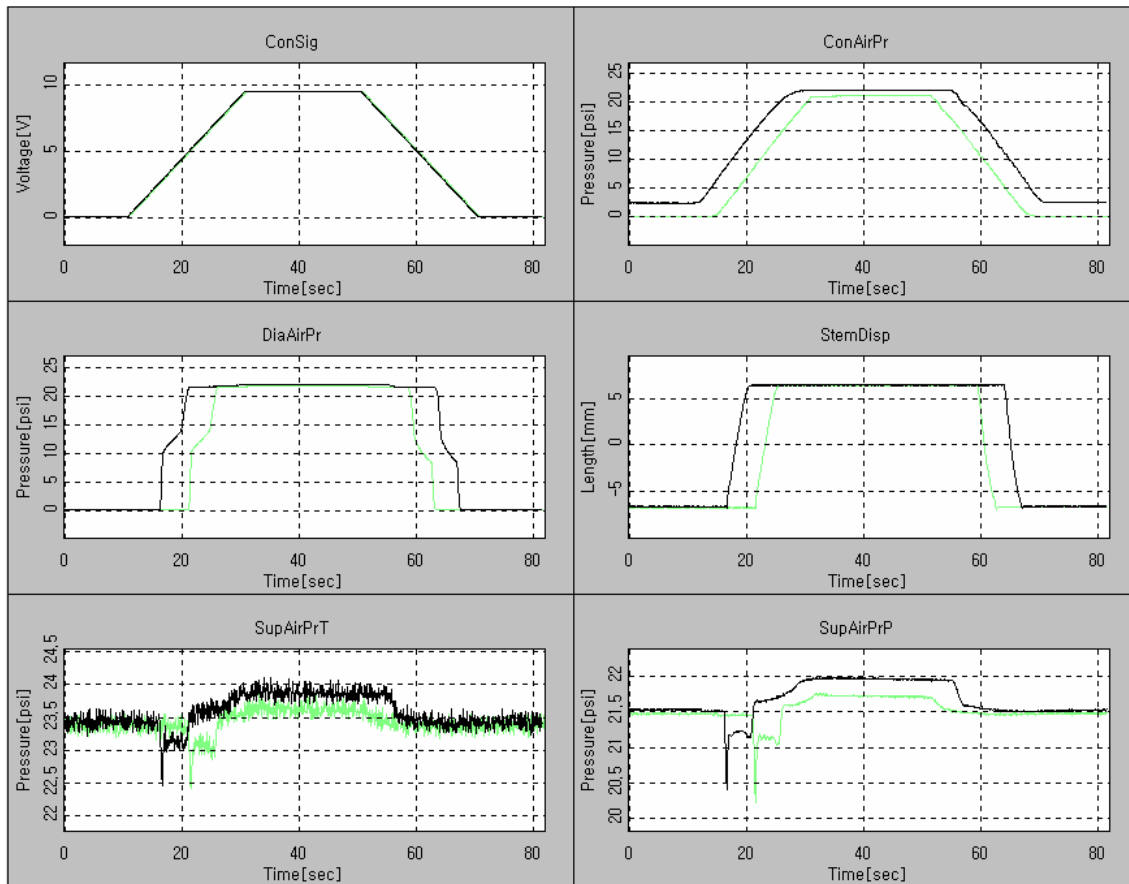 ConSig
Voltage[V]
10
5
0
0 20 40 60 80
Time[sec]
ConAirPr
Pressure[psi]
25
20
15
10
5
0
0 20 40 60 80
Time[sec]
DiaAirPr
Pressure[psi]
25
20
15
10
5
0
0 20 40 60 80
Time[sec]
StemDisp
Length[mm]
5
0
-5
0 20 40 60 80
Time[sec]
SupAirPrT
Pressure[psi]
24,5
24
23,5
23
22,5
22
0 20 40 60 80
Time[sec]
SupAirPrP
Pressure[psi]
22
21,5
21
20,5
20
0 20 40 60 80
Time[sec]